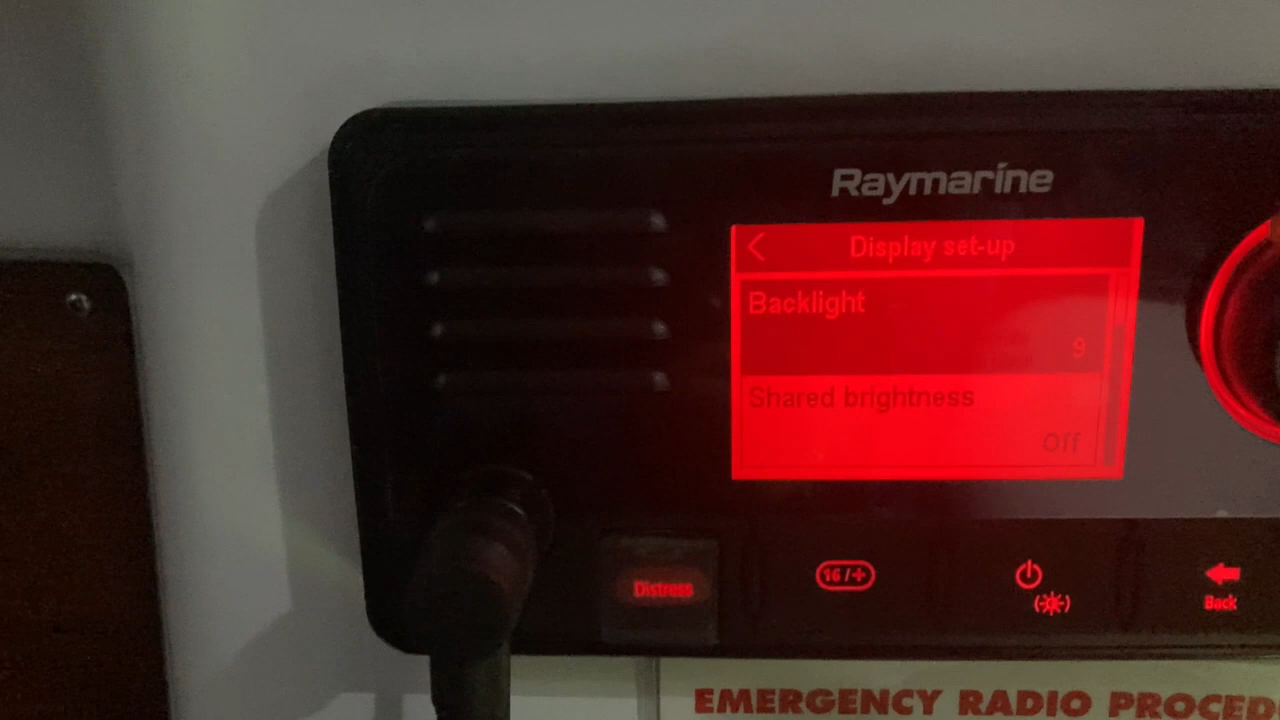 Raymarine
Display set-up
Backlight
9
Shared brightness
Off
Distress
16/+
Back
EMERGENCY RADIO PROCED